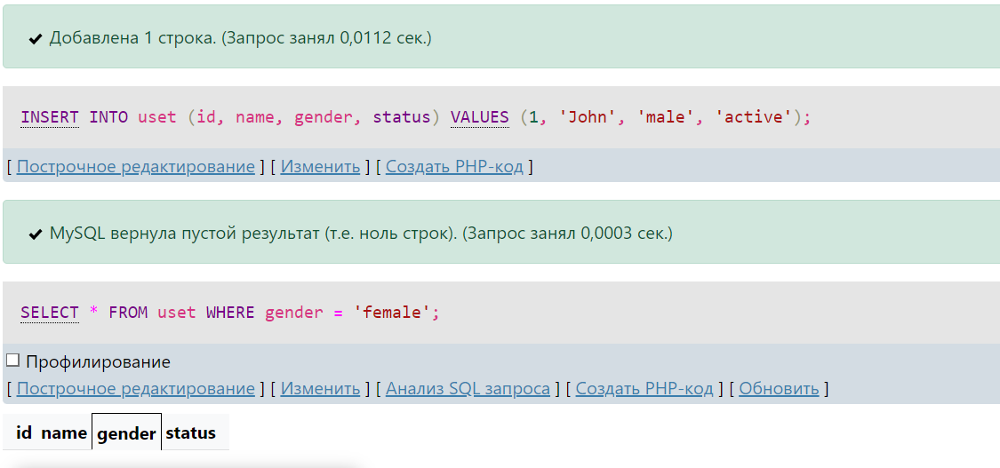 Добавлена 1 строка. (Запрос занял 0,0112 сек.)
INSERT INTO uset (id, name, gender, status) VALUES (1, 'John', 'male', 'active');
[ Построчное редактирование ] [ Изменить ] [ Создать PHP-код ]
MySQL вернула пустой результат (т.е. ноль строк). (Запрос занял 0,0003 сек.)
SELECT * FROM uset WHERE gender = 'female';
Профилирование
[ Построчное редактирование ] [ Изменить ] [ Анализ SQL запроса ] [ Создать PHP-код ] [ Обновить ]
id name gender status